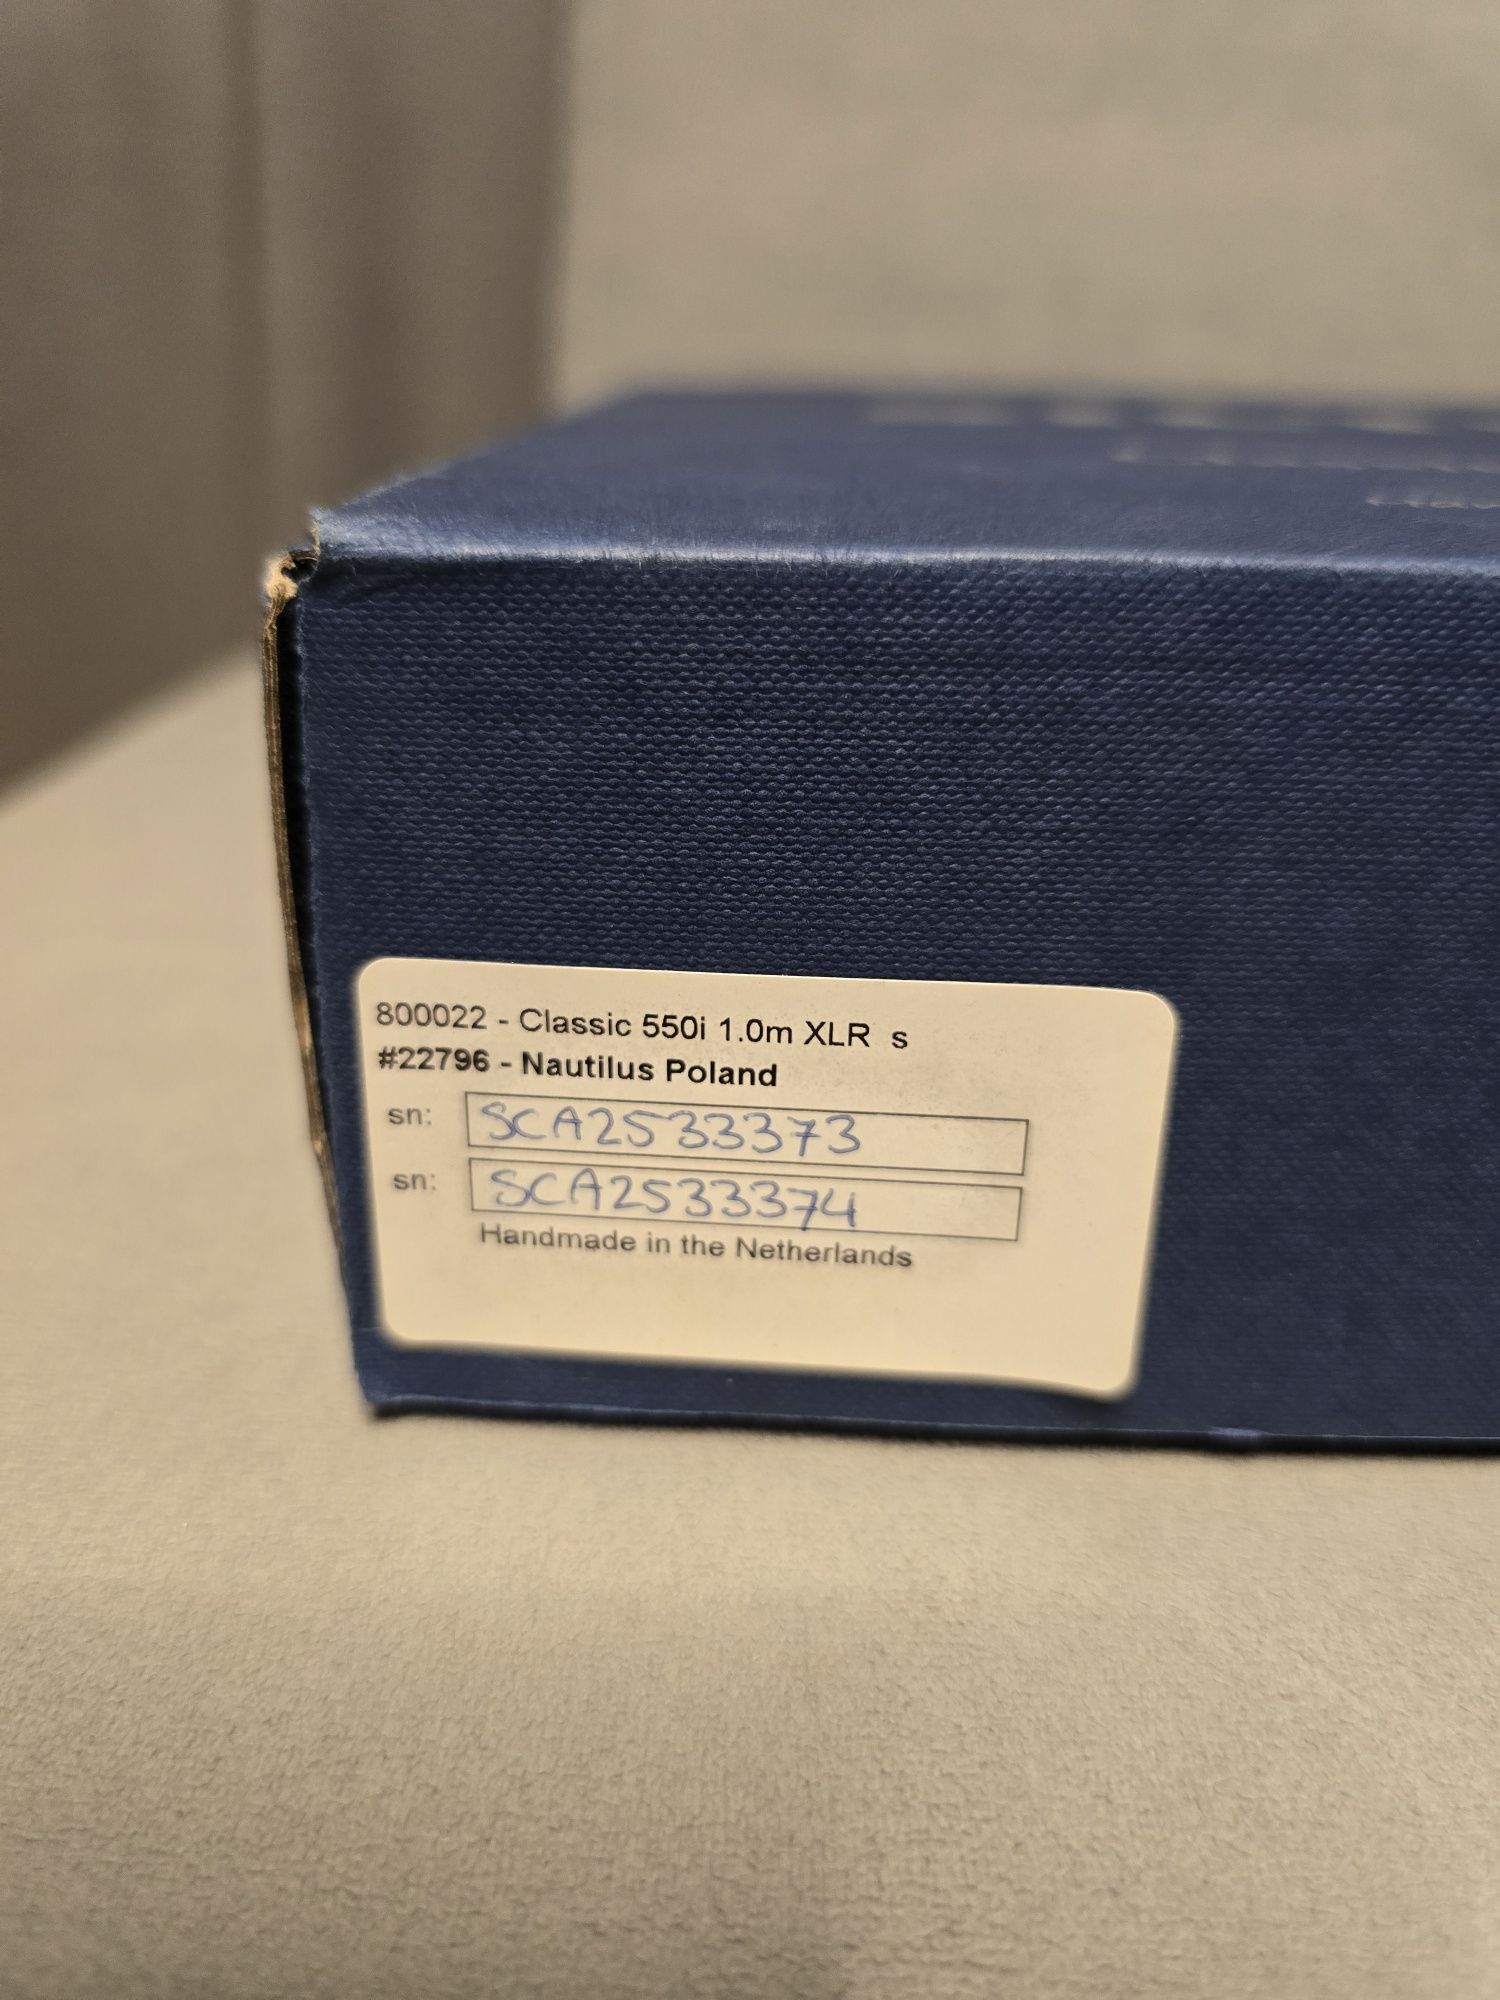 800022 - Classic 550i 1.0m XLR s
#22796 - Nautilus Poland
sn: SCA2533373
sn: SCA2533374
Handmade in the Netherlands